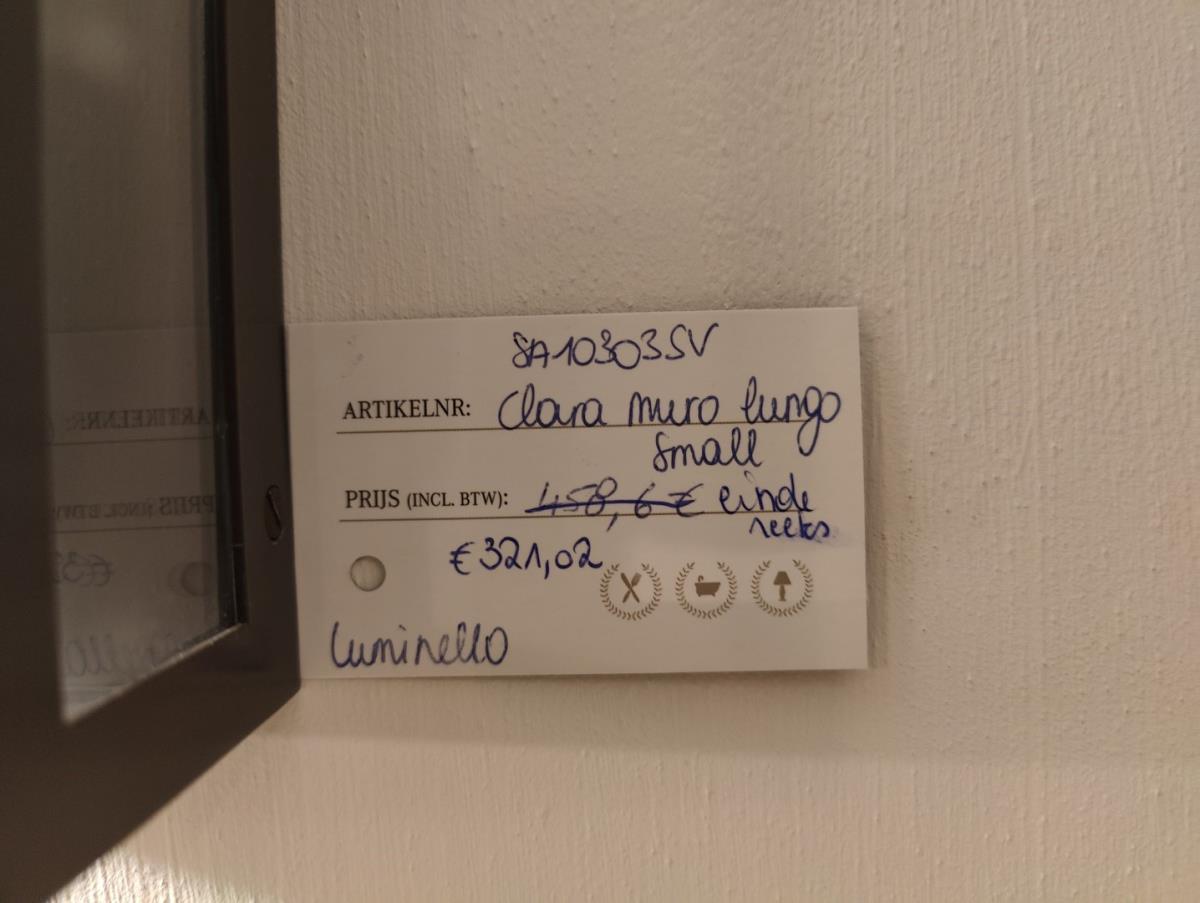 SA10303SV
ARTIKELNR: Clara muro lungo
small
PRIJS (INCL. BTW): 458,6 € einde
reeks
€321,02
Luminello